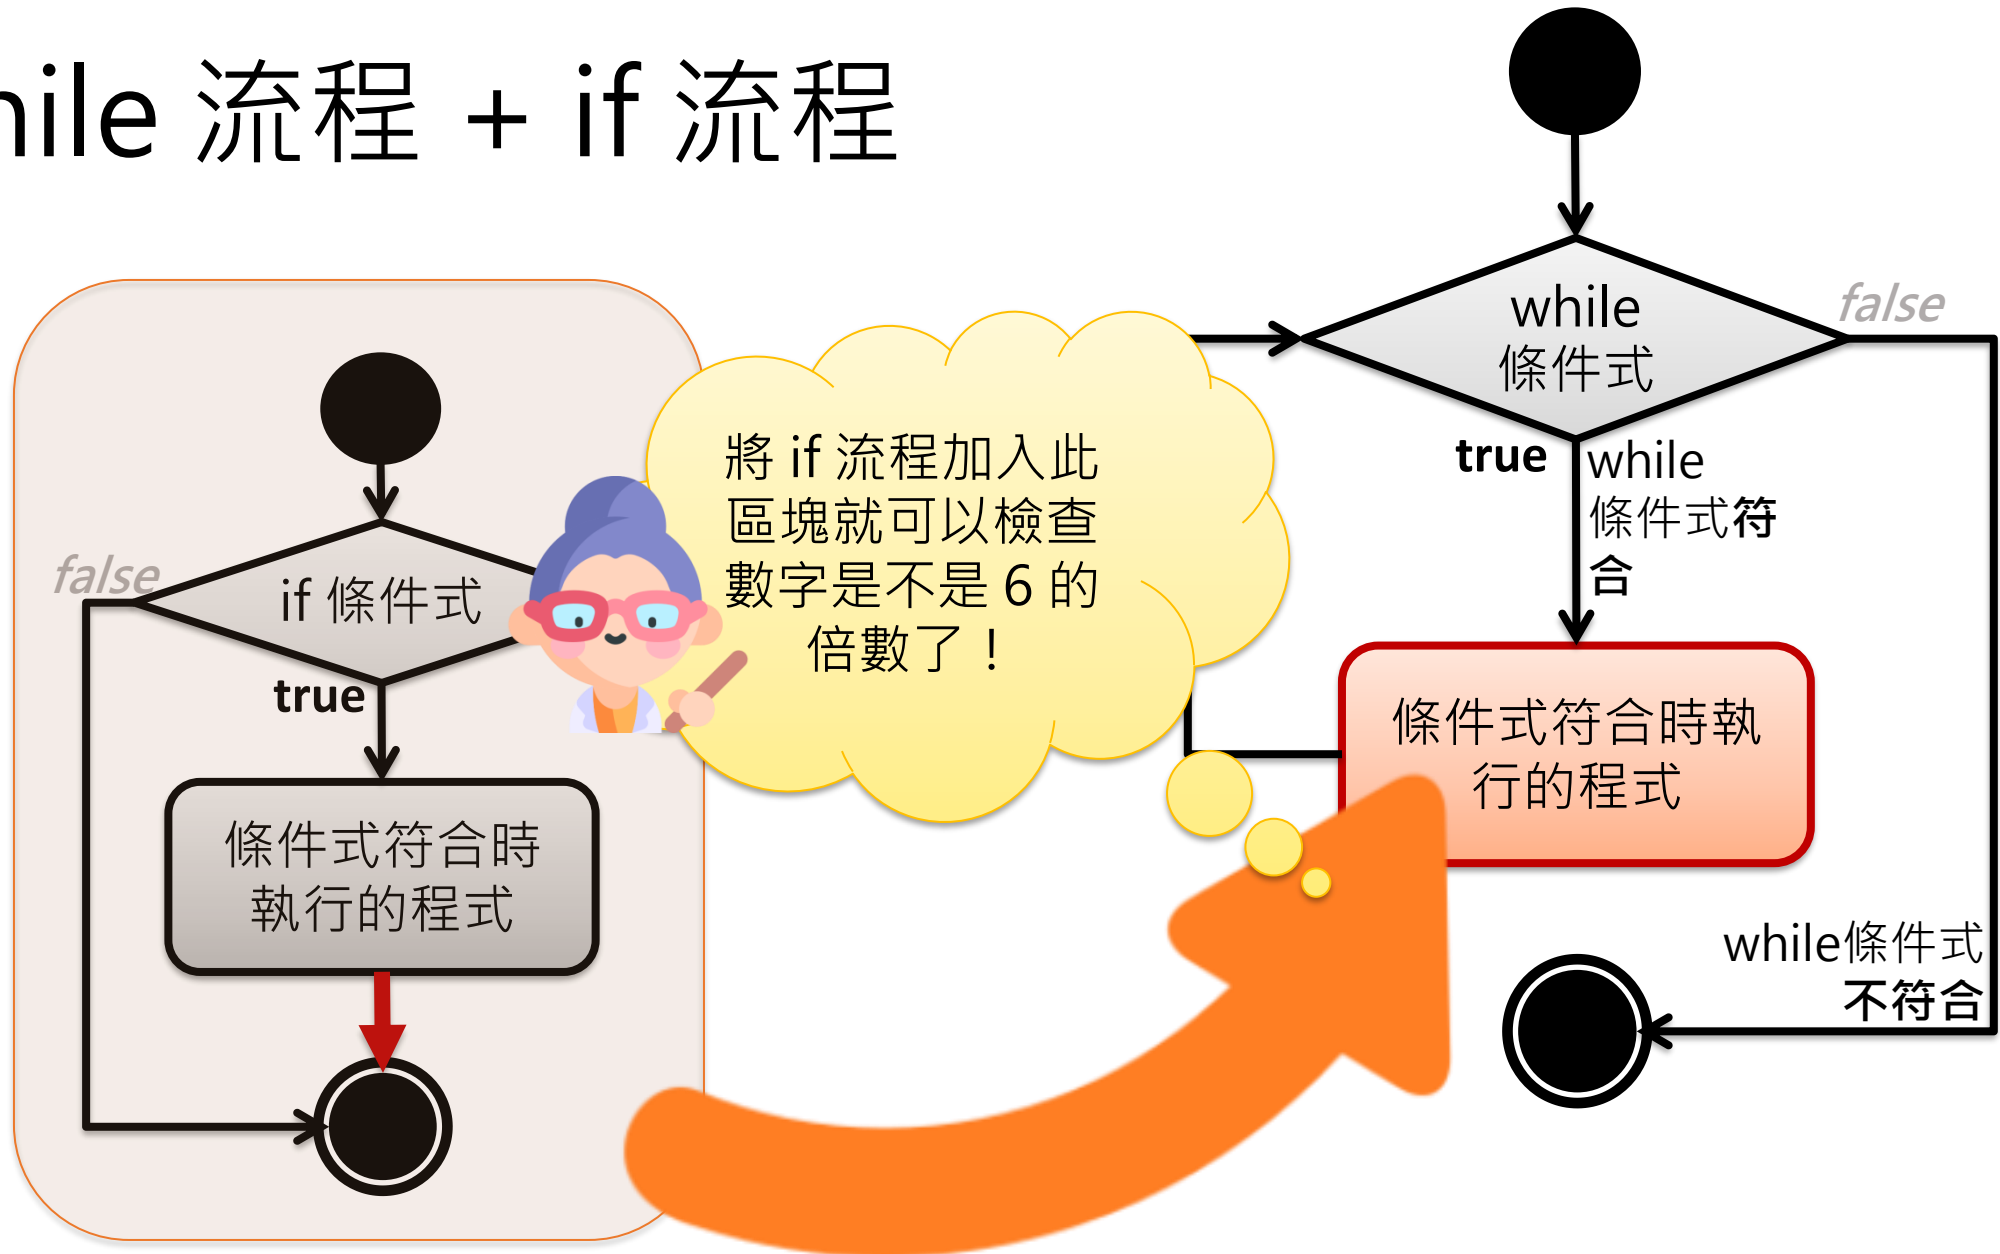 hile 流程 + if 流程
false
if 條件式
true
條件式符合時
執行的程式
將 if 流程加入此
區塊就可以檢查
數字是不是 6 的
倍數了！
while
條件式
false
true
while
條件式符
合
條件式符合時執
行的程式
while條件式
不符合